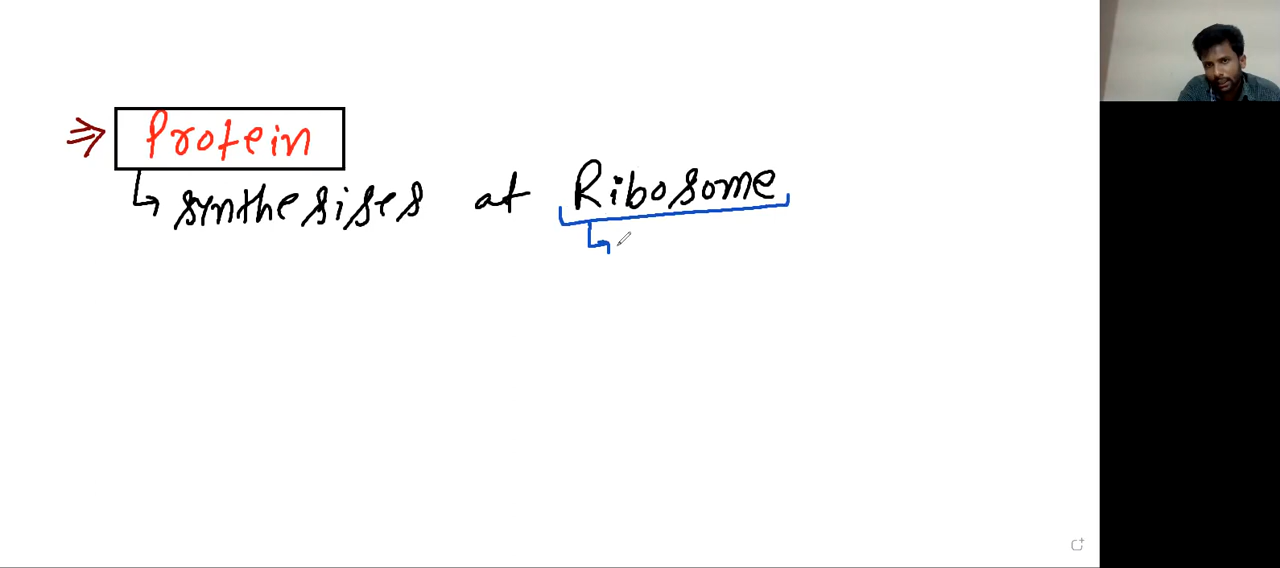 ⇒ Protein
↳ synthesises at Ribosome